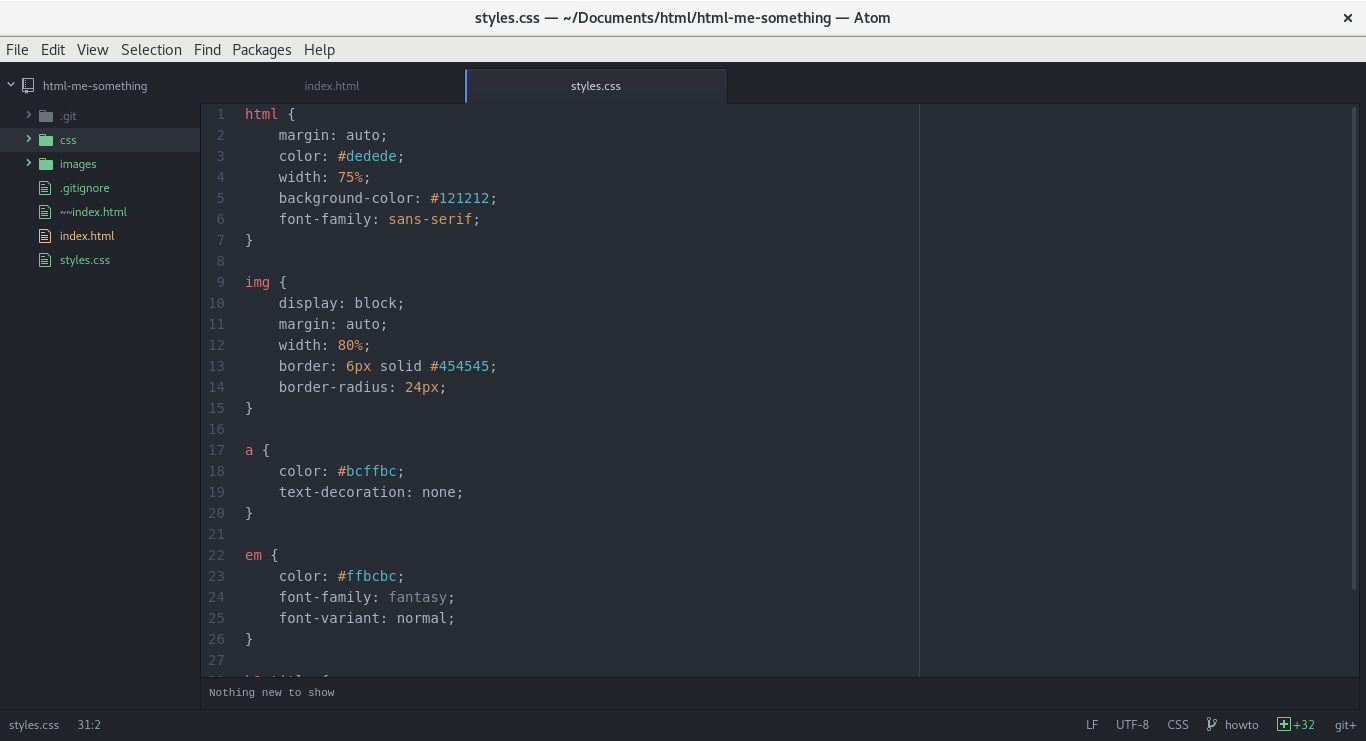 styles.css — ~/Documents/html/html-me-something — Atom ×
File Edit View Selection Find Packages Help
html-me-something
.git
css
images
.gitignore
~~index.html
index.html
styles.css
index.html styles.css
1 html {
2 margin: auto;
3 color: #dedede;
4 width: 75%;
5 background-color: #121212;
6 font-family: sans-serif;
7 }
8
9 img {
10 display: block;
11 margin: auto;
12 width: 80%;
13 border: 6px solid #454545;
14 border-radius: 24px;
15 }
16
17 a {
18 color: #bcffbc;
19 text-decoration: none;
20 }
21
22 em {
23 color: #ffbcbc;
24 font-family: fantasy;
25 font-variant: normal;
26 }
27
Nothing new to show
styles.css 31:2 LF UTF-8 CSS howto +32 git+